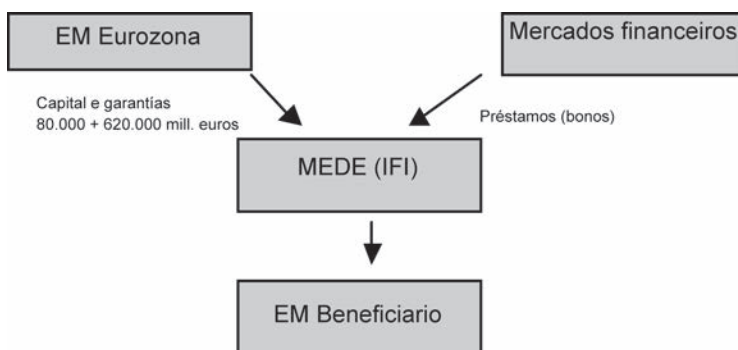 EM Eurozona
Mercados financeiros
Capital e garantías
80.000 + 620.000 mill. euros
Préstamos (bonos)
MEDE (IFI)
EM Beneficiario